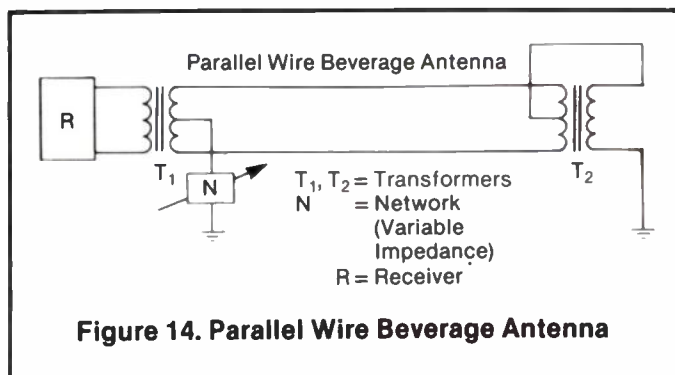 Parallel Wire Beverage Antenna
R
T1
N
T2
T1, T2 = Transformers
N = Network
(Variable
Impedance)
R = Receiver
Figure 14. Parallel Wire Beverage Antenna